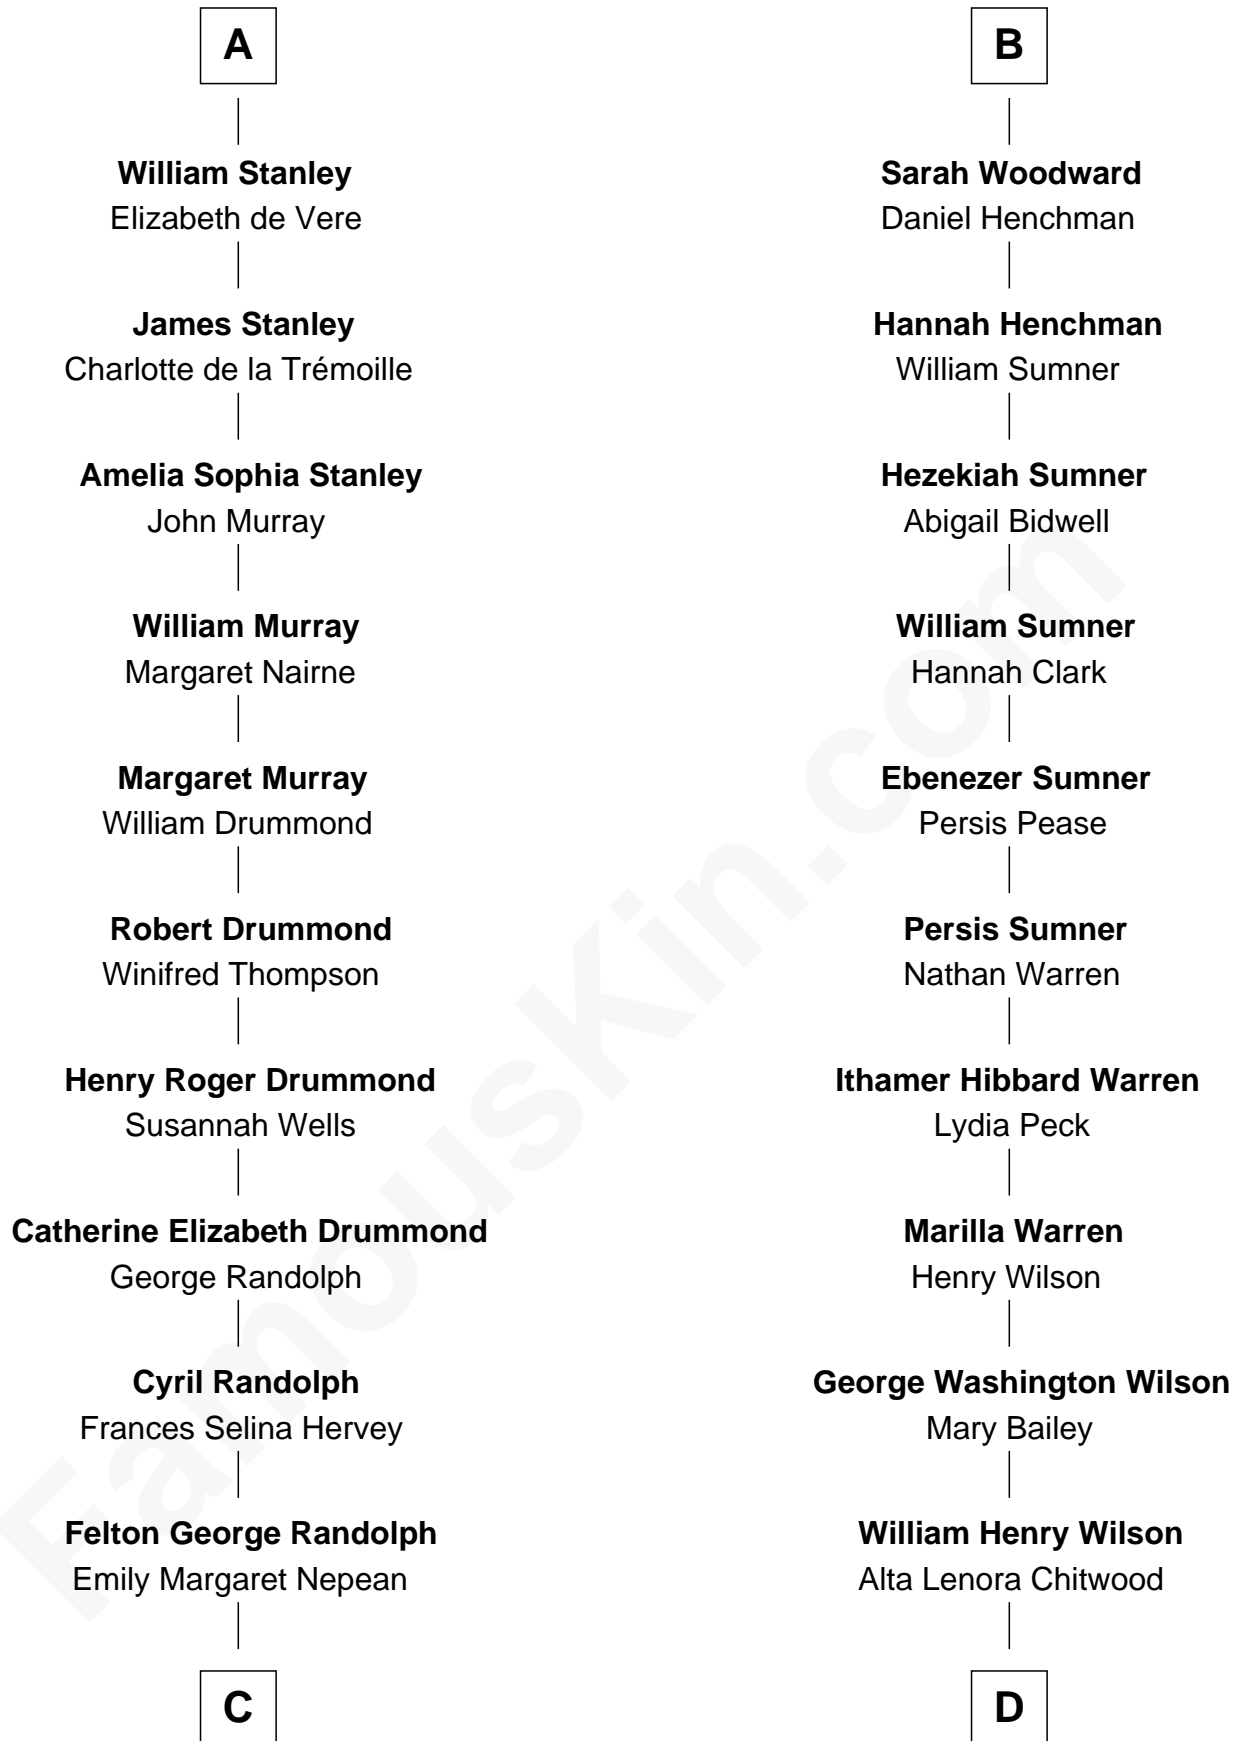 A
William Stanley
Elizabeth de Vere
James Stanley
Charlotte de la Trémoille
Amelia Sophia Stanley
John Murray
William Murray
Margaret Nairne
Margaret Murray
William Drummond
Robert Drummond
Winifred Thompson
Henry Roger Drummond
Susannah Wells
Catherine Elizabeth Drummond
George Randolph
Cyril Randolph
Frances Selina Hervey
Felton George Randolph
Emily Margaret Nepean
C
B
Sarah Woodward
Daniel Henchman
Hannah Henchman
William Sumner
Hezekiah Sumner
Abigail Bidwell
William Sumner
Hannah Clark
Ebenezer Sumner
Persis Pease
Persis Sumner
Nathan Warren
Ithamer Hibbard Warren
Lydia Peck
Marilla Warren
Henry Wilson
George Washington Wilson
Mary Bailey
William Henry Wilson
Alta Lenora Chitwood
D
FamousKin.com